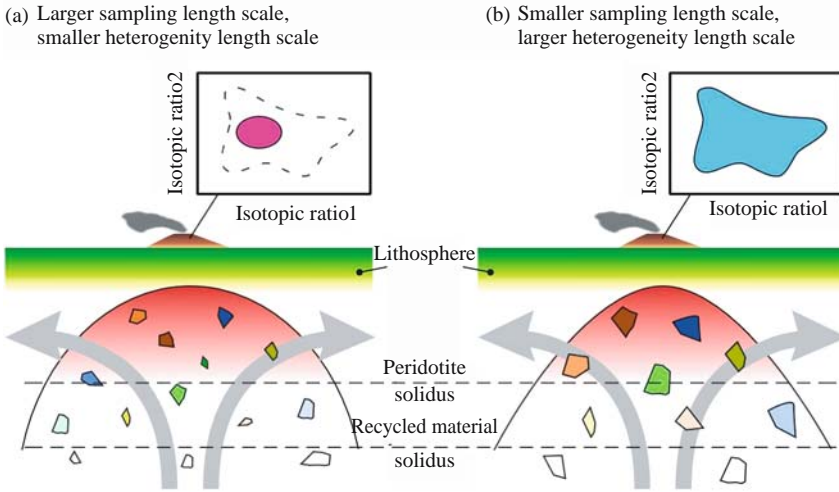 (a) Larger sampling length scale,
smaller heterogenity length scale
Isotopic ratio2
Isotopic ratio1
(b) Smaller sampling length scale,
larger heterogeneity length scale
Isotopic ratio2
Isotopic ratio1
Lithosphere
Peridotite
solidus
Recycled material
solidus